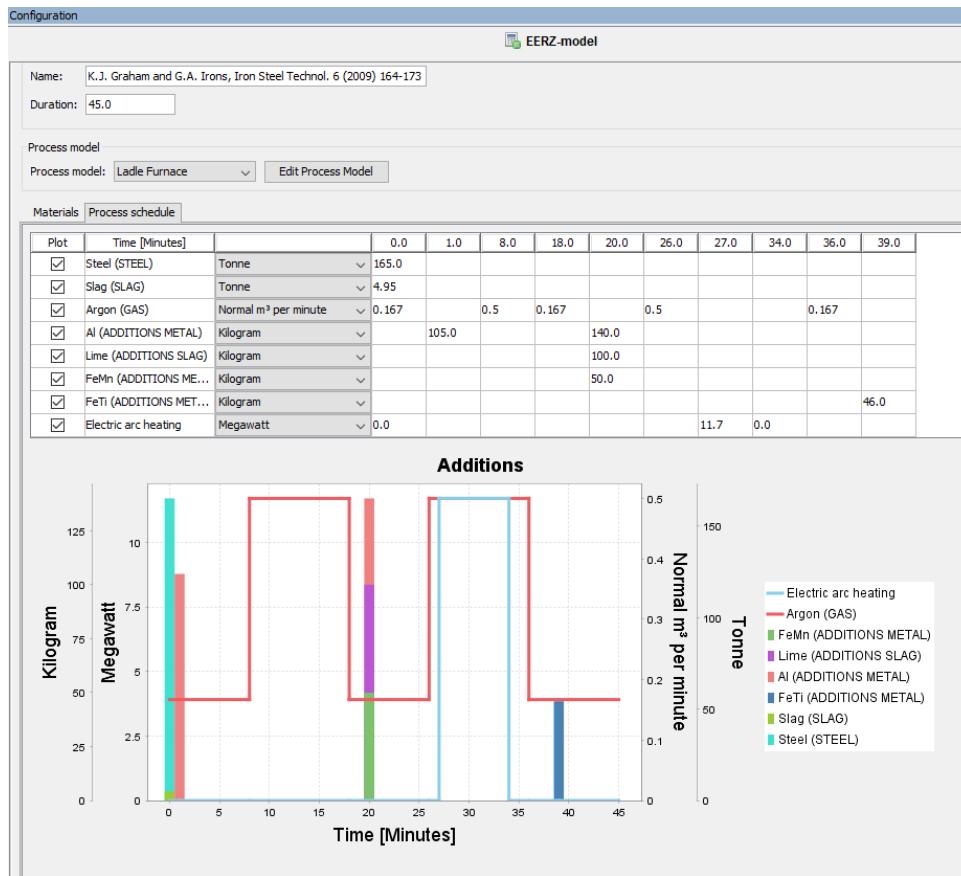 Configuration
EERZ-model
Name: K.J. Graham and G.A. Irons, Iron Steel Technol. 6 (2009) 164-173
Duration: 45.0
Process model
Process model: Ladle Furnace Edit Process Model
Materials Process schedule
Plot Time [Minutes] 0.0 1.0 8.0 18.0 20.0 26.0 27.0 34.0 36.0 39.0
Steel (STEEL) Tonne 165.0
Slag (SLAG) Tonne 4.95
Argon (GAS) Normal m³ per minute 0.167 0.5 0.167 0.5 0.167
Al (ADDITIONS METAL) Kilogram 105.0 140.0
Lime (ADDITIONS SLAG) Kilogram 100.0
FeMn (ADDITIONS ME... Kilogram 50.0
FeTi (ADDITIONS MET... Kilogram 46.0
Electric arc heating Megawatt 0.0 11.7 0.0
Additions
Kilogram
125
100
75
50
25
0
Megawatt
10
7.5
5
2.5
0
0.5
0.4
0.3
0.2
0.1
0
Normal m³ per minute
150
100
50
0
Tonne
0 5 10 15 20 25 30 35 40 45
Time [Minutes]
Electric arc heating
Argon (GAS)
FeMn (ADDITIONS METAL)
Lime (ADDITIONS SLAG)
Al (ADDITIONS METAL)
FeTi (ADDITIONS METAL)
Slag (SLAG)
Steel (STEEL)